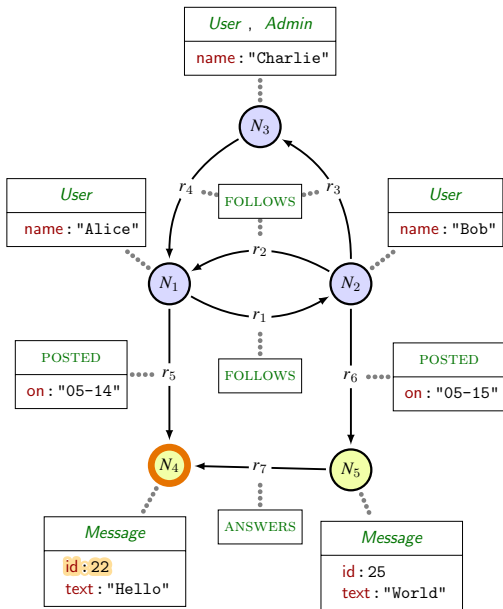 User , Admin
name : "Charlie"
N3
r4
r3
FOLLOWS
User
name : "Alice"
User
name : "Bob"
r2
N1
N2
r1
POSTED
on : "05-14"
r5
FOLLOWS
r6
POSTED
on : "05-15"
N4
r7
N5
ANSWERS
Message
id : 22
text : "Hello"
Message
id : 25
text : "World"